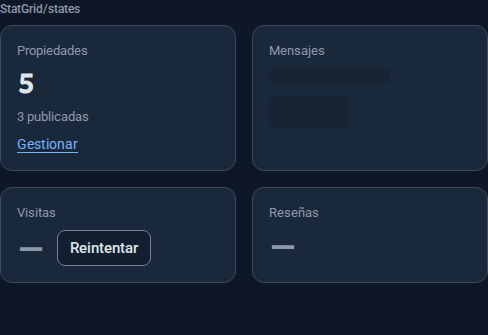 StatGrid/states
Propiedades
5
3 publicadas
Gestionar
Mensajes
Visitas
— Reintentar
Reseñas
—